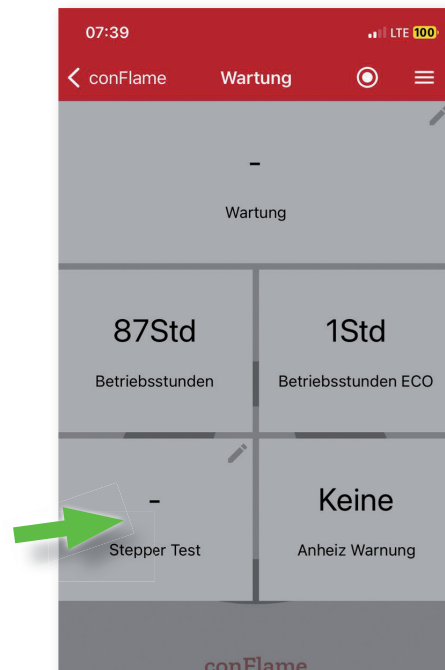 07:39 LTE 100
conFlame Wartung
-
Wartung
87Std 1Std
Betriebsstunden Betriebsstunden ECO
- Keine
Stepper Test Anheiz Warnung
conFlame